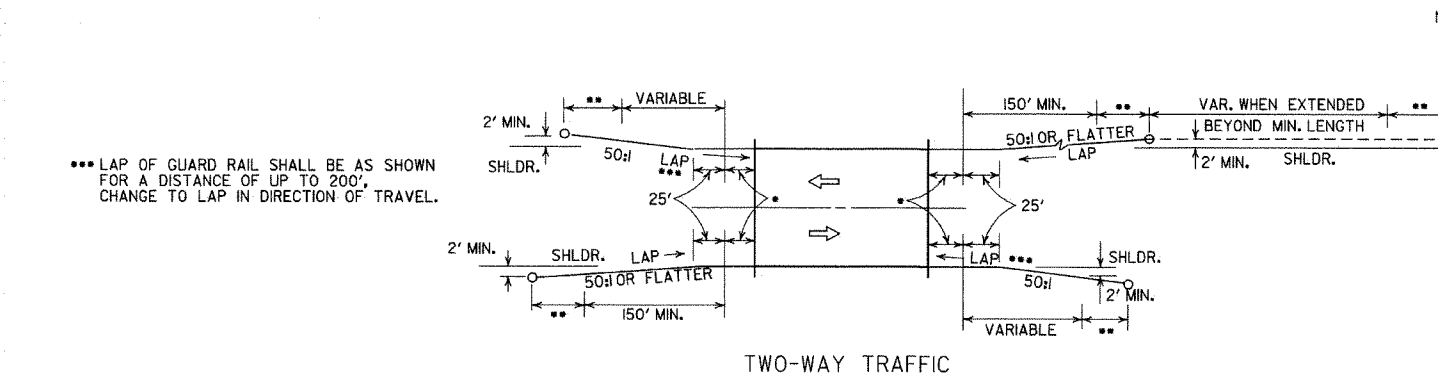 ** VARIABLE
150' MIN. ** VAR. WHEN EXTENDED **
2' MIN.
50:1 OR FLATTER BEYOND MIN. LENGTH
SHLDR. 50:1 LAP LAP 2' MIN. SHLDR.
*** LAP OF GUARD RAIL SHALL BE AS SHOWN
FOR A DISTANCE OF UP TO 200',
CHANGE TO LAP IN DIRECTION OF TRAVEL.
***
25' * * 25'
2' MIN. SHLDR. LAP LAP *** SHLDR.
50:1 OR FLATTER 50:1 2' MIN.
** 150' MIN. VARIABLE **
TWO-WAY TRAFFIC